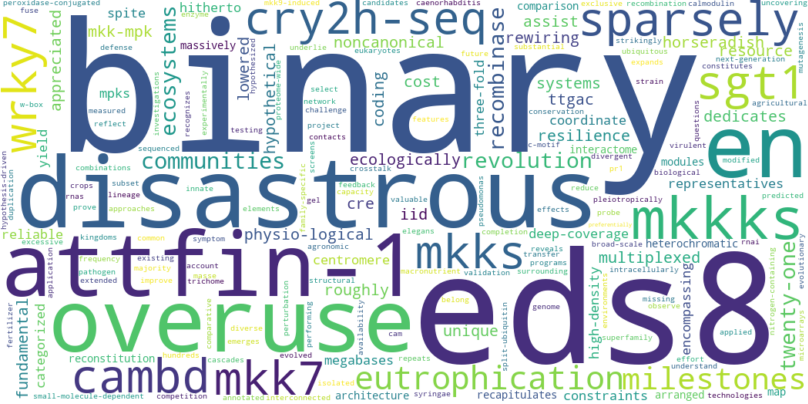 binary
disastrous
eds8
en
overuse
attfin-1
sparsely
cry2h-seq
sgt1
mkkks
mkks
wrky7
cambd
mkk7
eutrophication
milestones
recombinase
ecosystems
communities
revolution
resilience
noncanonical
rewiring
horseradish
resource
dedicates
assist
systems
ttgac
coordinate
cost
coding
hypothetical
lowered
three-fold
hitherto
massively
appreciated
spite
mkk-mpk
mpks
yield
reliable
categorized
fundamental
physio-logical
centromere
roughly
cre
iid
ecologically
unique
megabases
architecture
recapitulates
constraints
arranged
map
deep-coverage
multiplexed
high-density
encompassing
heterochromatic
representatives
modules
interactome
twenty-one
reconstitution
small-molecule-dependent
peroxidase-conjugated
fuse
enzyme
mkk9-induced
candidates
caenorhabditis
exclusive
recombination
calmodulin
uncovering
defense
hypothesized
underlie
eukaryotes
proteome-wide
future
substantial
expands
strikingly
ubiquitous
next-generation
constitutes
strain
mutagenesis
agricultural
w-box
investigations
measured
reflect
experimentally
recognizes
testing
select
network
challenge
project
contacts
features
conservation
c-motif
divergent
pr1
virulent
questions
biological
modified
predicted
hypothesis-driven
duplication
combinations
sequenced
crops
subset
rnas
lineage
prove
approaches
innate
elements
family-specific
screens
crosstalk
feedback
capacity
gel
valuable
elegans
pseudomonas
effects
completion
reveals
transfer
programs
intracellularly
surrounding
pleiotropically
reduce
probe
broad-scale
rnai
missing
observe
belong
genome
superfamily
effort
understand
applied
technologies
environments
nitrogen-containing
microarrays
evolutionary
excessive
kingdoms
common
symptom
agronomic
frequency
existing
account
noise
majority
trichome
pathogen
extended
improve
application
fertilizer
comparative
diverse
emerges
hundreds
cascades
evolved
annotated
interconnected
competition
isolated
perturbation
structural
performing
availability
validation
macronutrient
split-ubiquitin
cam
repeats
syringae
comparison